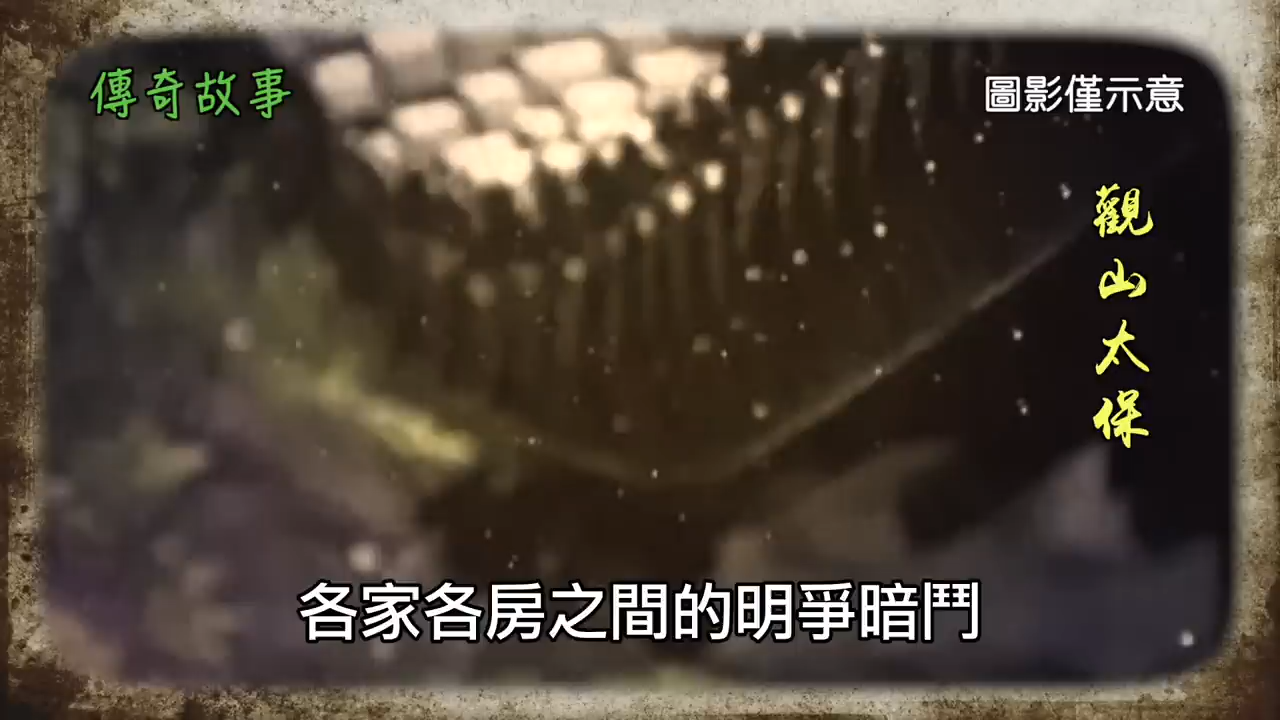 傳奇故事
圖影僅示意
觀山太保
各家各房之間的明爭暗鬥